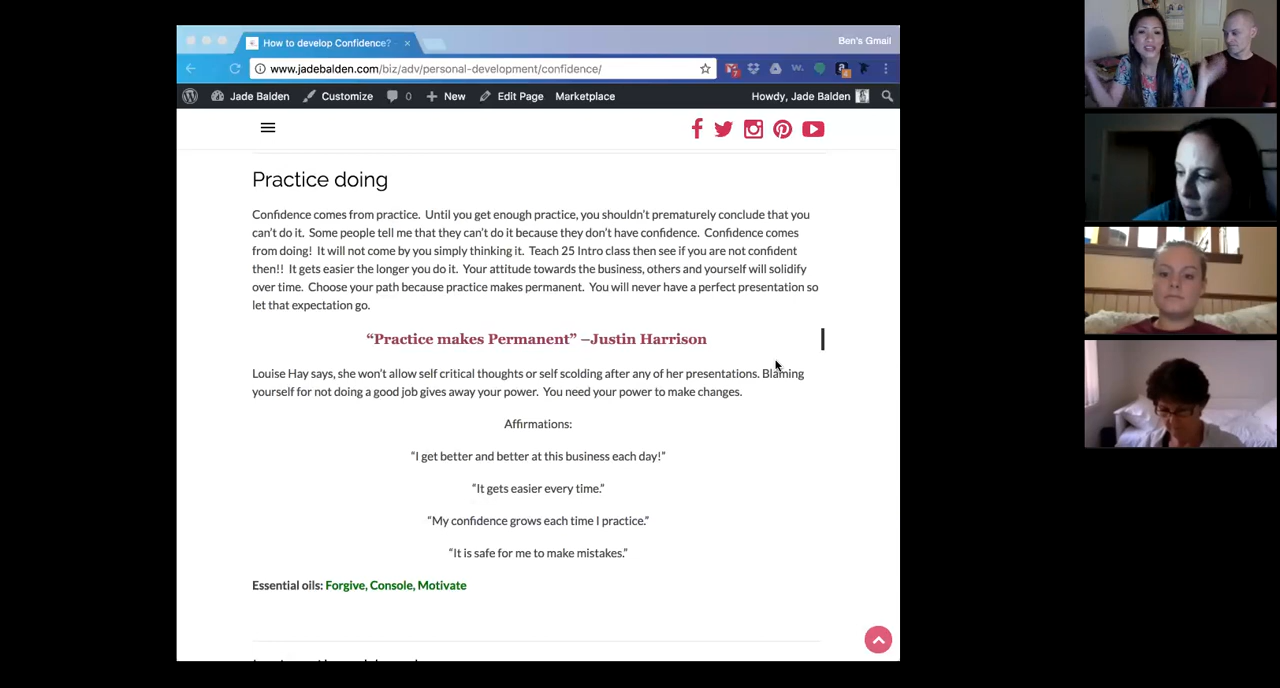 How to develop Confidence?
Ben's Gmail
www.jadebalden.com/biz/adv/personal-development/confidence/
Jade Balden Customize 0 New Edit Page Marketplace Howdy, Jade Balden
Practice doing
Confidence comes from practice. Until you get enough practice, you shouldn't prematurely conclude that you
can't do it. Some people tell me that they can't do it because they don't have confidence. Confidence comes
from doing! It will not come by you simply thinking it. Teach 25 Intro class then see if you are not confident
then!! It gets easier the longer you do it. Your attitude towards the business, others and yourself will solidify
over time. Choose your path because practice makes permanent. You will never have a perfect presentation so
let that expectation go.
“Practice makes Permanent” –Justin Harrison
Louise Hay says, she won't allow self critical thoughts or self scolding after any of her presentations. Blaming
yourself for not doing a good job gives away your power. You need your power to make changes.
Affirmations:
“I get better and better at this business each day!”
“It gets easier every time.”
“My confidence grows each time I practice.”
“It is safe for me to make mistakes.”
Essential oils: Forgive, Console, Motivate